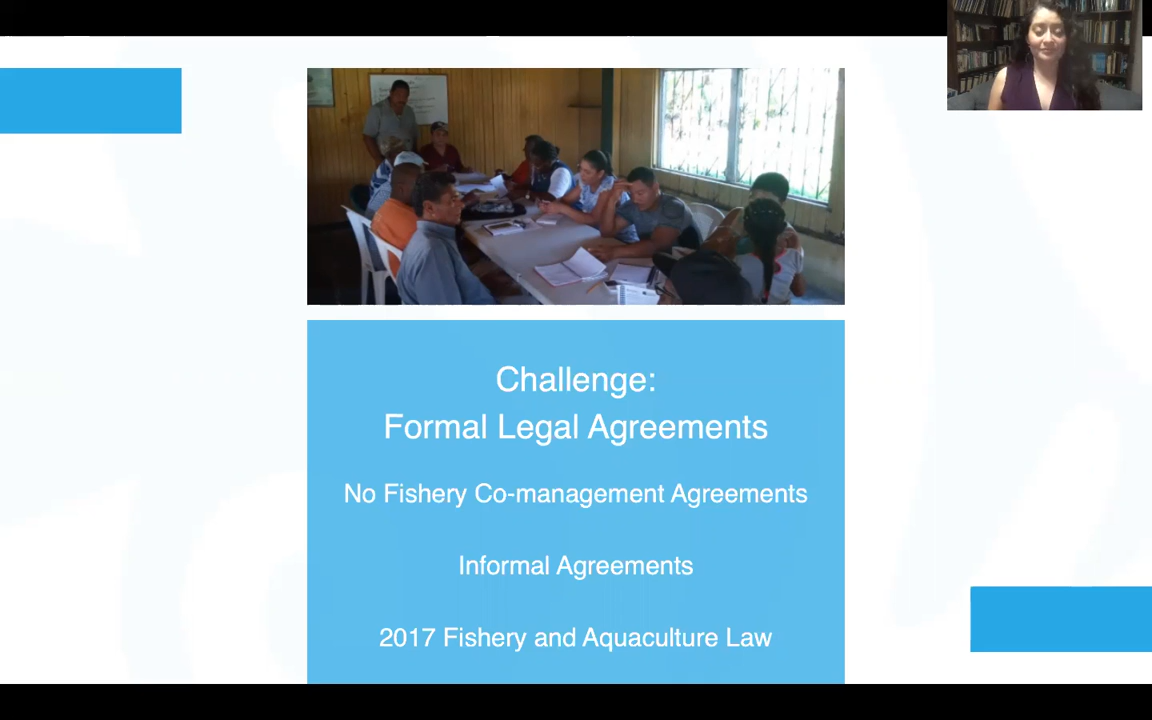 Challenge:
Formal Legal Agreements
No Fishery Co-management Agreements
Informal Agreements
2017 Fishery and Aquaculture Law